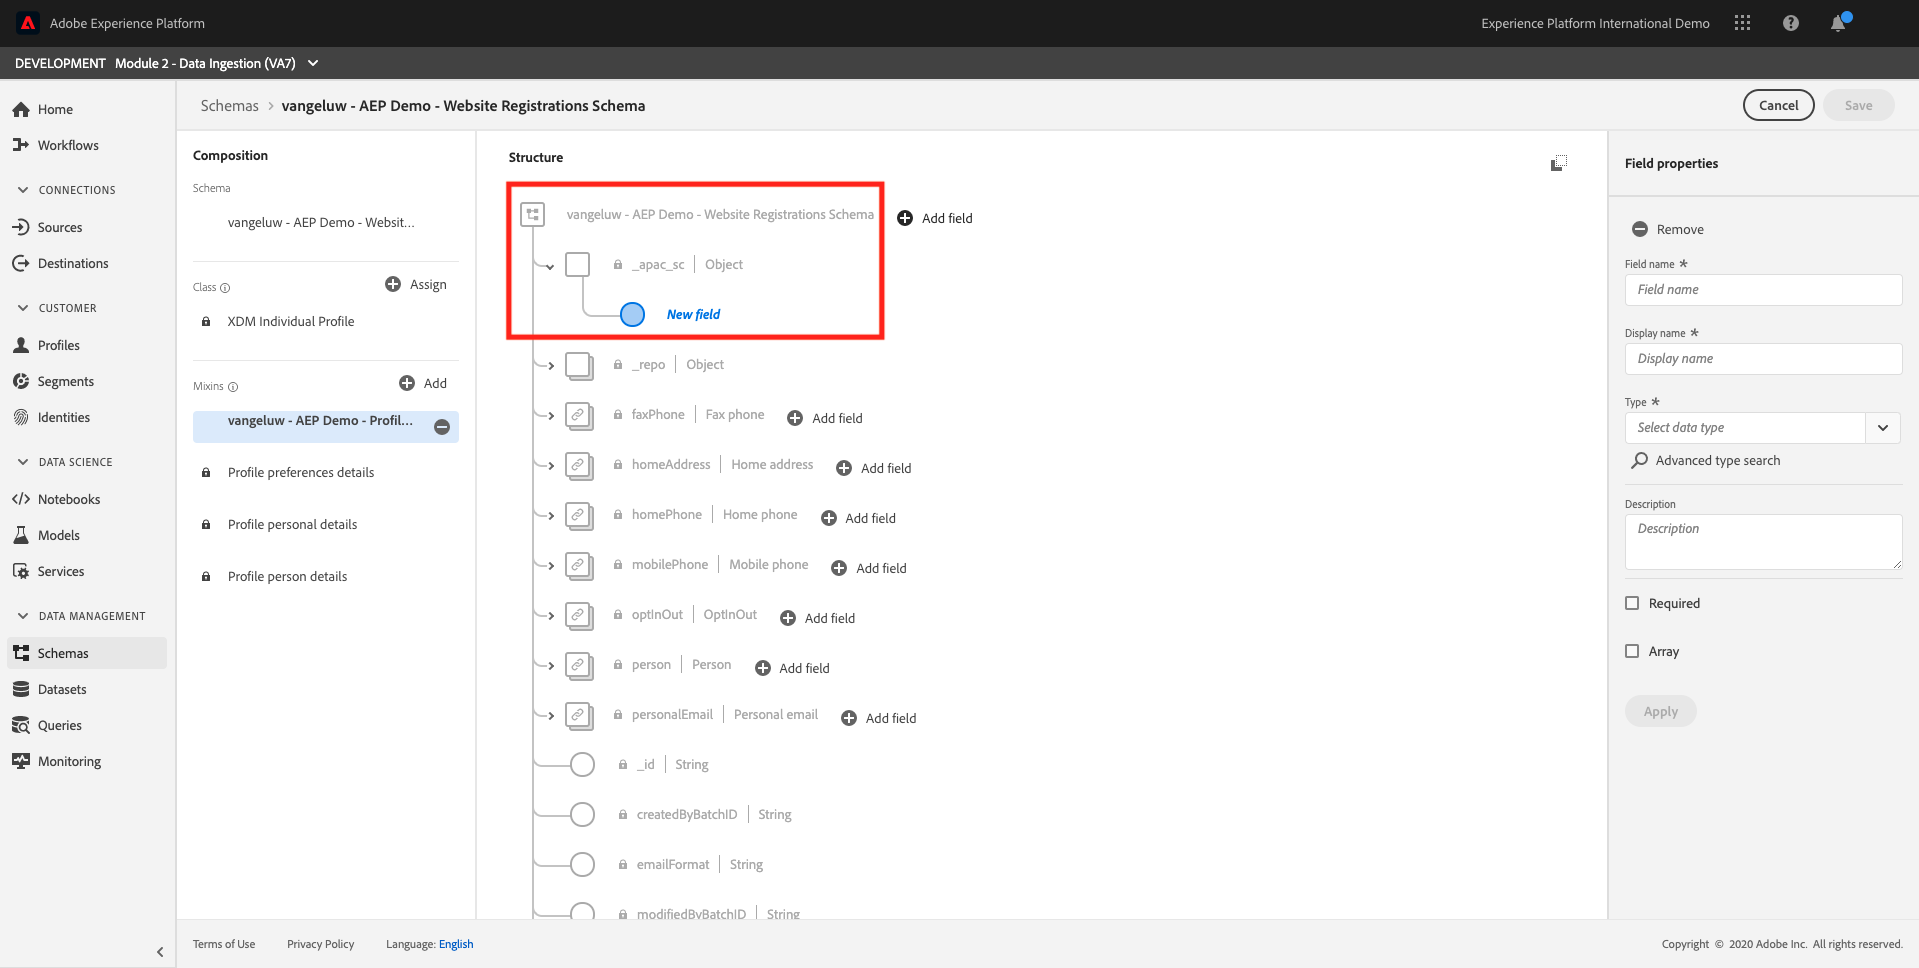 Adobe Experience Platform
Experience Platform International Demo
DEVELOPMENT Module 2 - Data Ingestion (VA7)
Home
Workflows
CONNECTIONS
Sources
Destinations
CUSTOMER
Profiles
Segments
Identities
DATA SCIENCE
Notebooks
Models
Services
DATA MANAGEMENT
Schemas
Datasets
Queries
Monitoring
Schemas > vangeluw - AEP Demo - Website Registrations Schema
Cancel
Save
Composition
Schema
vangeluw - AEP Demo - Websit...
Class
Assign
XDM Individual Profile
Mixins
Add
vangeluw - AEP Demo - Profil...
Profile preferences details
Profile personal details
Profile person details
Structure
vangeluw - AEP Demo - Website Registrations Schema
Add field
_apac_sc | Object
New field
_repo | Object
faxPhone | Fax phone Add field
homeAddress | Home address Add field
homePhone | Home phone Add field
mobilePhone | Mobile phone Add field
optInOut | OptInOut Add field
person | Person Add field
personalEmail | Personal email Add field
_id | String
createdByBatchID | String
emailFormat | String
modifiedByBatchID | String
Field properties
Remove
Field name *
Field name
Display name *
Display name
Type *
Select data type
Advanced type search
Description
Description
Required
Array
Apply
Terms of Use
Privacy Policy
Language: English
Copyright © 2020 Adobe Inc. All rights reserved.